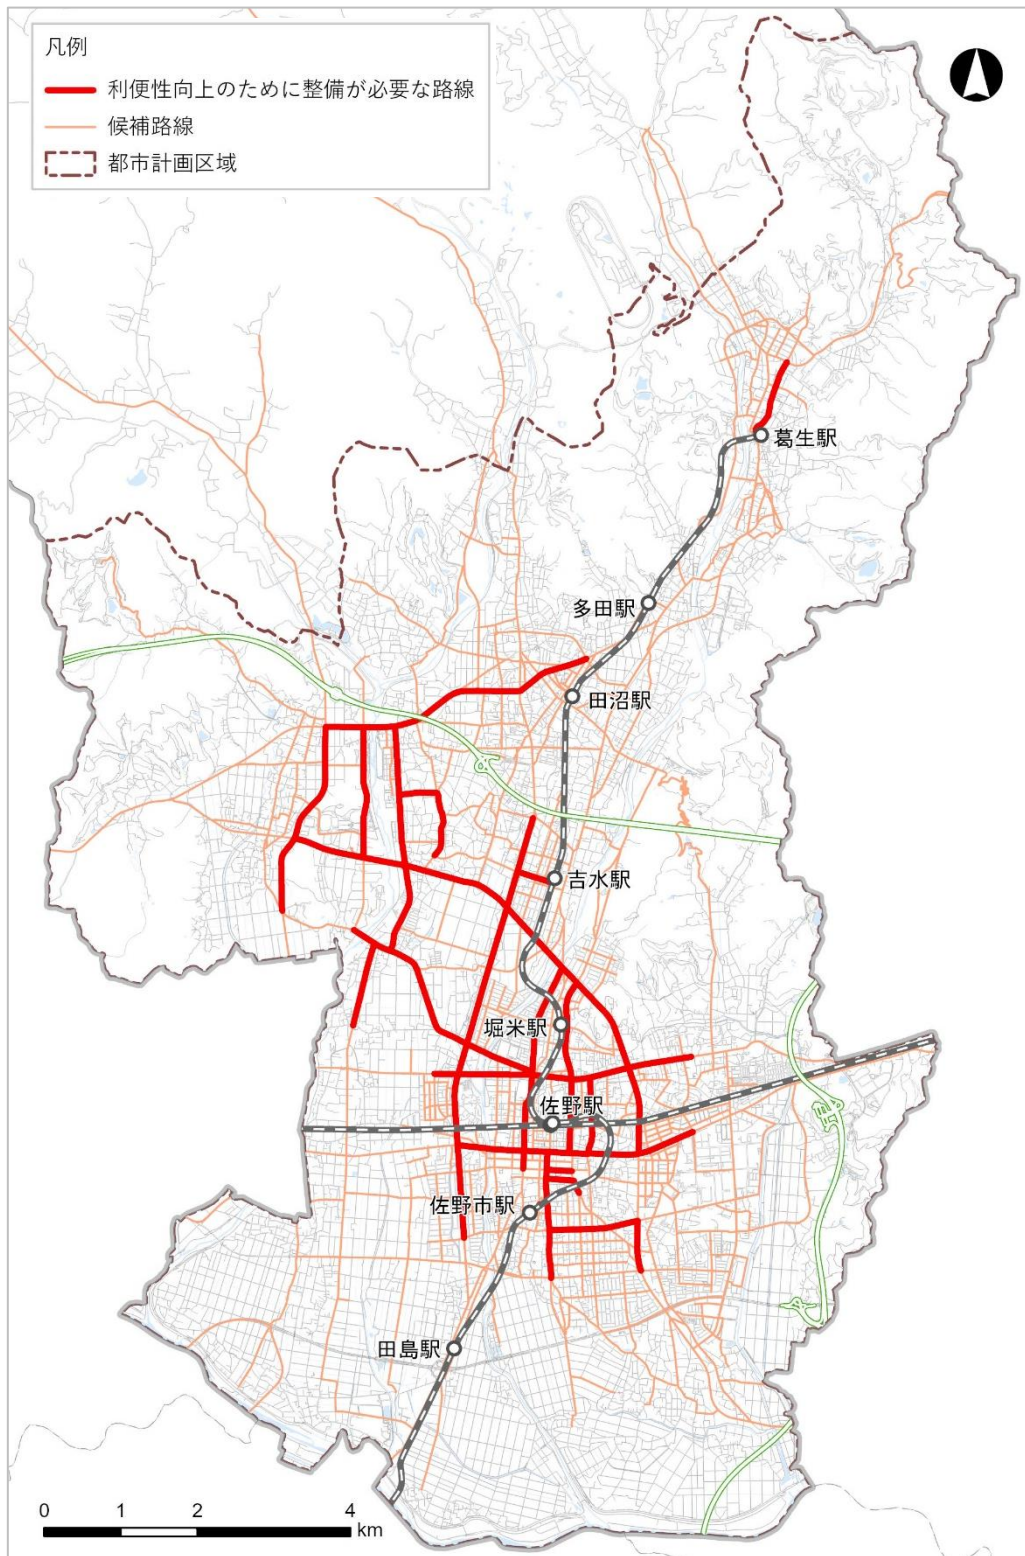 凡例
利便性向上のために整備が必要な路線
候補路線
都市計画区域
葛生駅
多田駅
田沼駅
吉水駅
堀米駅
佐野駅
佐野市駅
田島駅
0 1 2 4
km